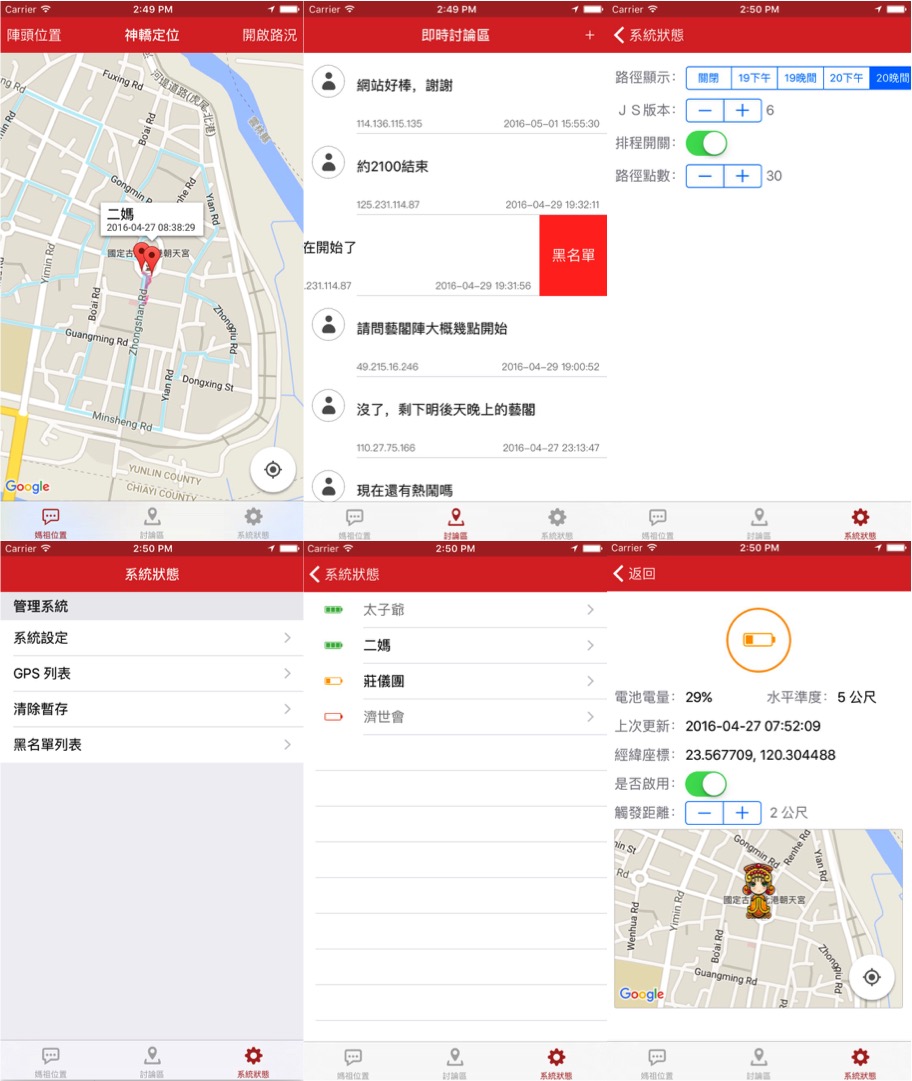 Carrier 2:49 PM
陣頭位置 神轎定位 開啟路況
Fuxing Rd
河堤道路(虎尾-北港)
Bo'ai Rd
Gongmin Rd
Renhe Rd
Yian Rd
二媽
2016-04-27 08:38:29
Yimin Rd
Boai Rd
Zhongshan Rd
Zhongqiu Rd
Guangming Rd
Yian Rd
Dongxing St
Minsheng Rd
YUNLIN COUNTY
CHIAYI COUNTY
Google
媽祖位置 討論區 系統狀態
Carrier 2:49 PM
即時討論區 +
網站好棒，謝謝
114.136.115.135 2016-05-01 15:55:30
約2100結束
125.231.114.87 2016-04-29 19:32:11
在開始了
.231.114.87 2016-04-29 19:31:56
黑名單
請問藝閣陣大概幾點開始
49.215.16.246 2016-04-29 19:00:52
沒了，剩下明後天晚上的藝閣
110.27.75.166 2016-04-27 23:13:47
現在還有熱鬧嗎
媽祖位置 討論區 系統狀態
Carrier 2:50 PM
系統狀態
路徑顯示： 關閉 19下午 19晚間 20下午 20晚間
ＪＳ版本： － ＋ 6
排程開關：
路徑點數： － ＋ 30
媽祖位置 討論區 系統狀態
Carrier 2:50 PM
系統狀態
管理系統
系統設定
GPS 列表
清除暫存
黑名單列表
媽祖位置 討論區 系統狀態
Carrier 2:50 PM
系統狀態
太子爺
二媽
莊儀團
濟世會
媽祖位置 討論區 系統狀態
Carrier 2:50 PM
返回
電池電量： 29% 水平準度： 5 公尺
上次更新： 2016-04-27 07:52:09
經緯座標： 23.567709, 120.304488
是否啟用：
觸發距離： － ＋ 2 公尺
min St
Rd
Gongmin Rd
Renhe Rd
Yian Rd
Wenhua Rd
Yimin Rd
Bo'ai Rd
Zhongqiu Rd
Guangming Rd
Google
媽祖位置 討論區 系統狀態